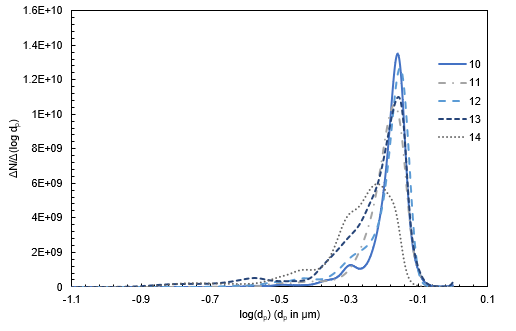 1.6E+10
1.4E+10
1.2E+10
1E+10
8E+09
6E+09
4E+09
2E+09
0
ΔN/Δ(log dp)
10
11
12
13
14
-1.1 -0.9 -0.7 -0.5 -0.3 -0.1 0.1
log(dp) (dp in µm)